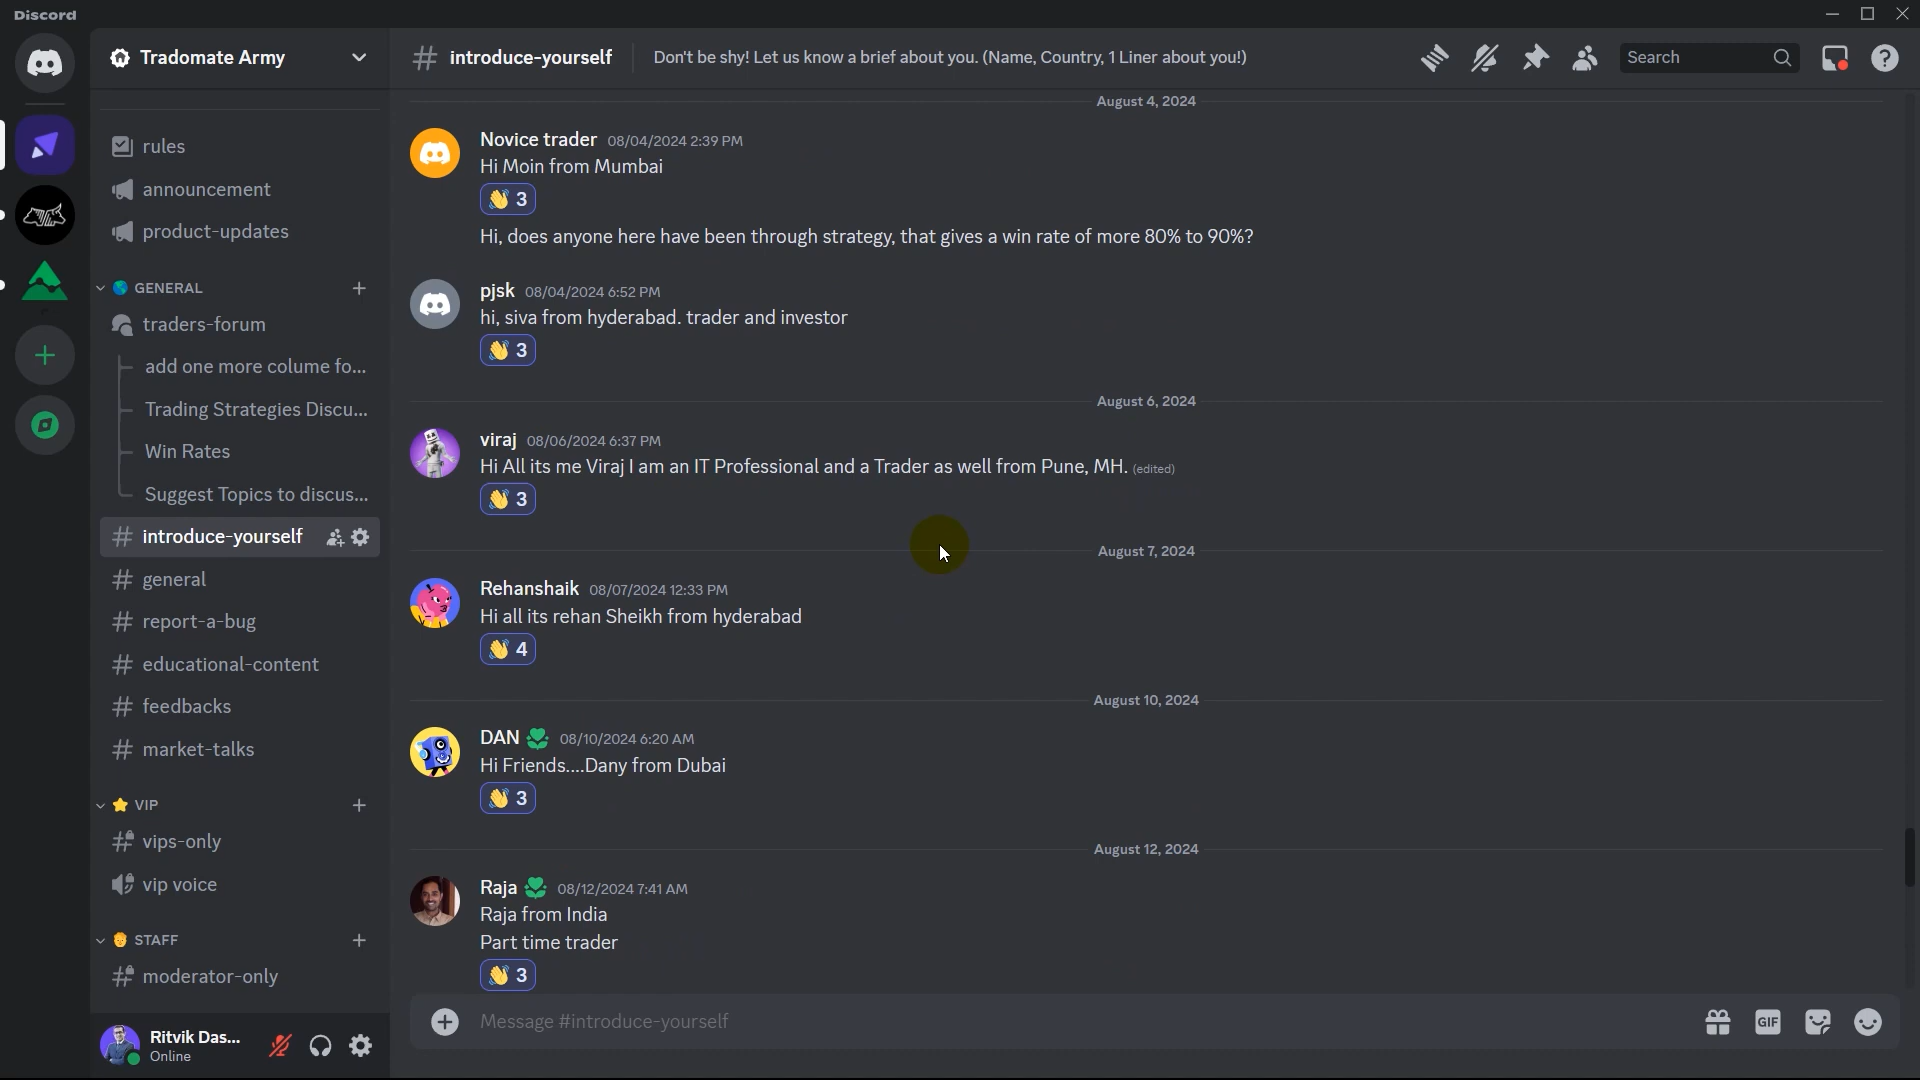 Discord
Tradomate Army
rules
announcement
product-updates
GENERAL
traders-forum
add one more colume fo...
Trading Strategies Discu...
Win Rates
Suggest Topics to discus...
introduce-yourself
general
report-a-bug
educational-content
feedbacks
market-talks
VIP
vips-only
vip voice
STAFF
moderator-only
Ritvik Das...
Online
introduce-yourself
Don't be shy! Let us know a brief about you. (Name, Country, 1 Liner about you!)
Search
August 4, 2024
Novice trader 08/04/2024 2:39 PM
Hi Moin from Mumbai
👋 3
Hi, does anyone here have been through strategy, that gives a win rate of more 80% to 90%?
pjsk 08/04/2024 6:52 PM
hi, siva from hyderabad. trader and investor
👋 3
August 6, 2024
viraj 08/06/2024 6:37 PM
Hi All its me Viraj I am an IT Professional and a Trader as well from Pune, MH. (edited)
👋 3
August 7, 2024
Rehanshaik 08/07/2024 12:33 PM
Hi all its rehan Sheikh from hyderabad
👋 4
August 10, 2024
DAN 08/10/2024 6:20 AM
Hi Friends....Dany from Dubai
👋 3
August 12, 2024
Raja 08/12/2024 7:41 AM
Raja from India
Part time trader
👋 3
Message #introduce-yourself
GIF